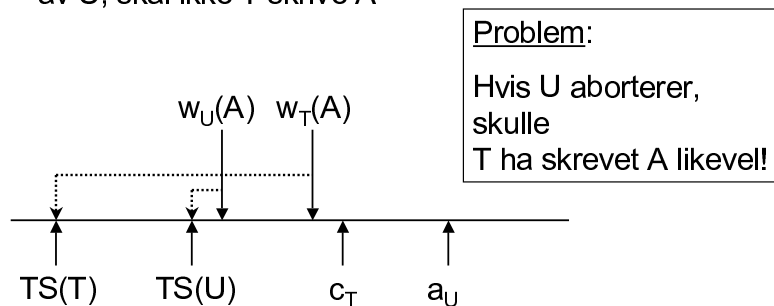 Problem:
Hvis U aborterer,
skulle
T ha skrevet A likevel!
wU(A) wT(A)
TS(T) TS(U) cT aU